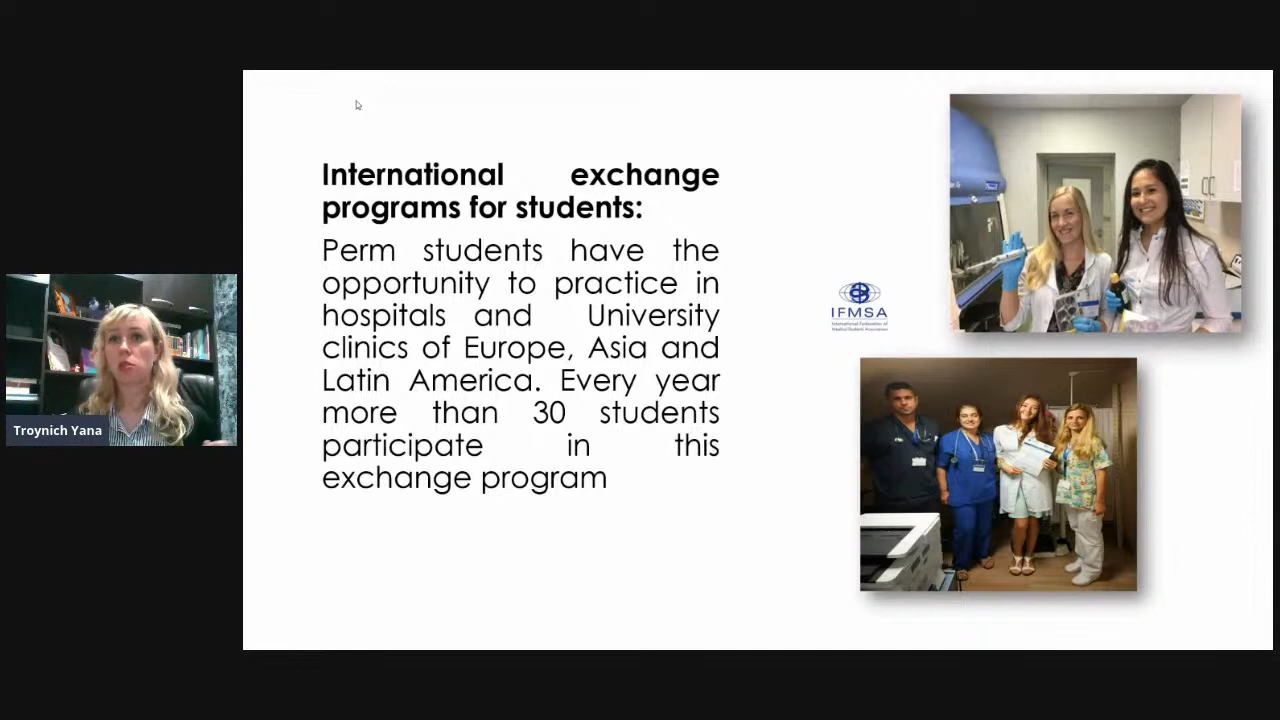 International exchange
programs for students:
Perm students have the
opportunity to practice in
hospitals and University
clinics of Europe, Asia and
Latin America. Every year
more than 30 students
participate in this
exchange program
IFMSA
International Federation of
Medical Students Associations
Troynich Yana